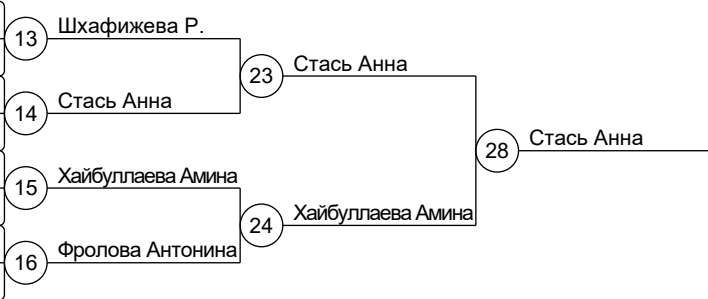 13
Шхафижева Р.
23
Стась Анна
14
Стась Анна
28
Стась Анна
15
Хайбуллаева Амина
24
Хайбуллаева Амина
16
Фролова Антонина